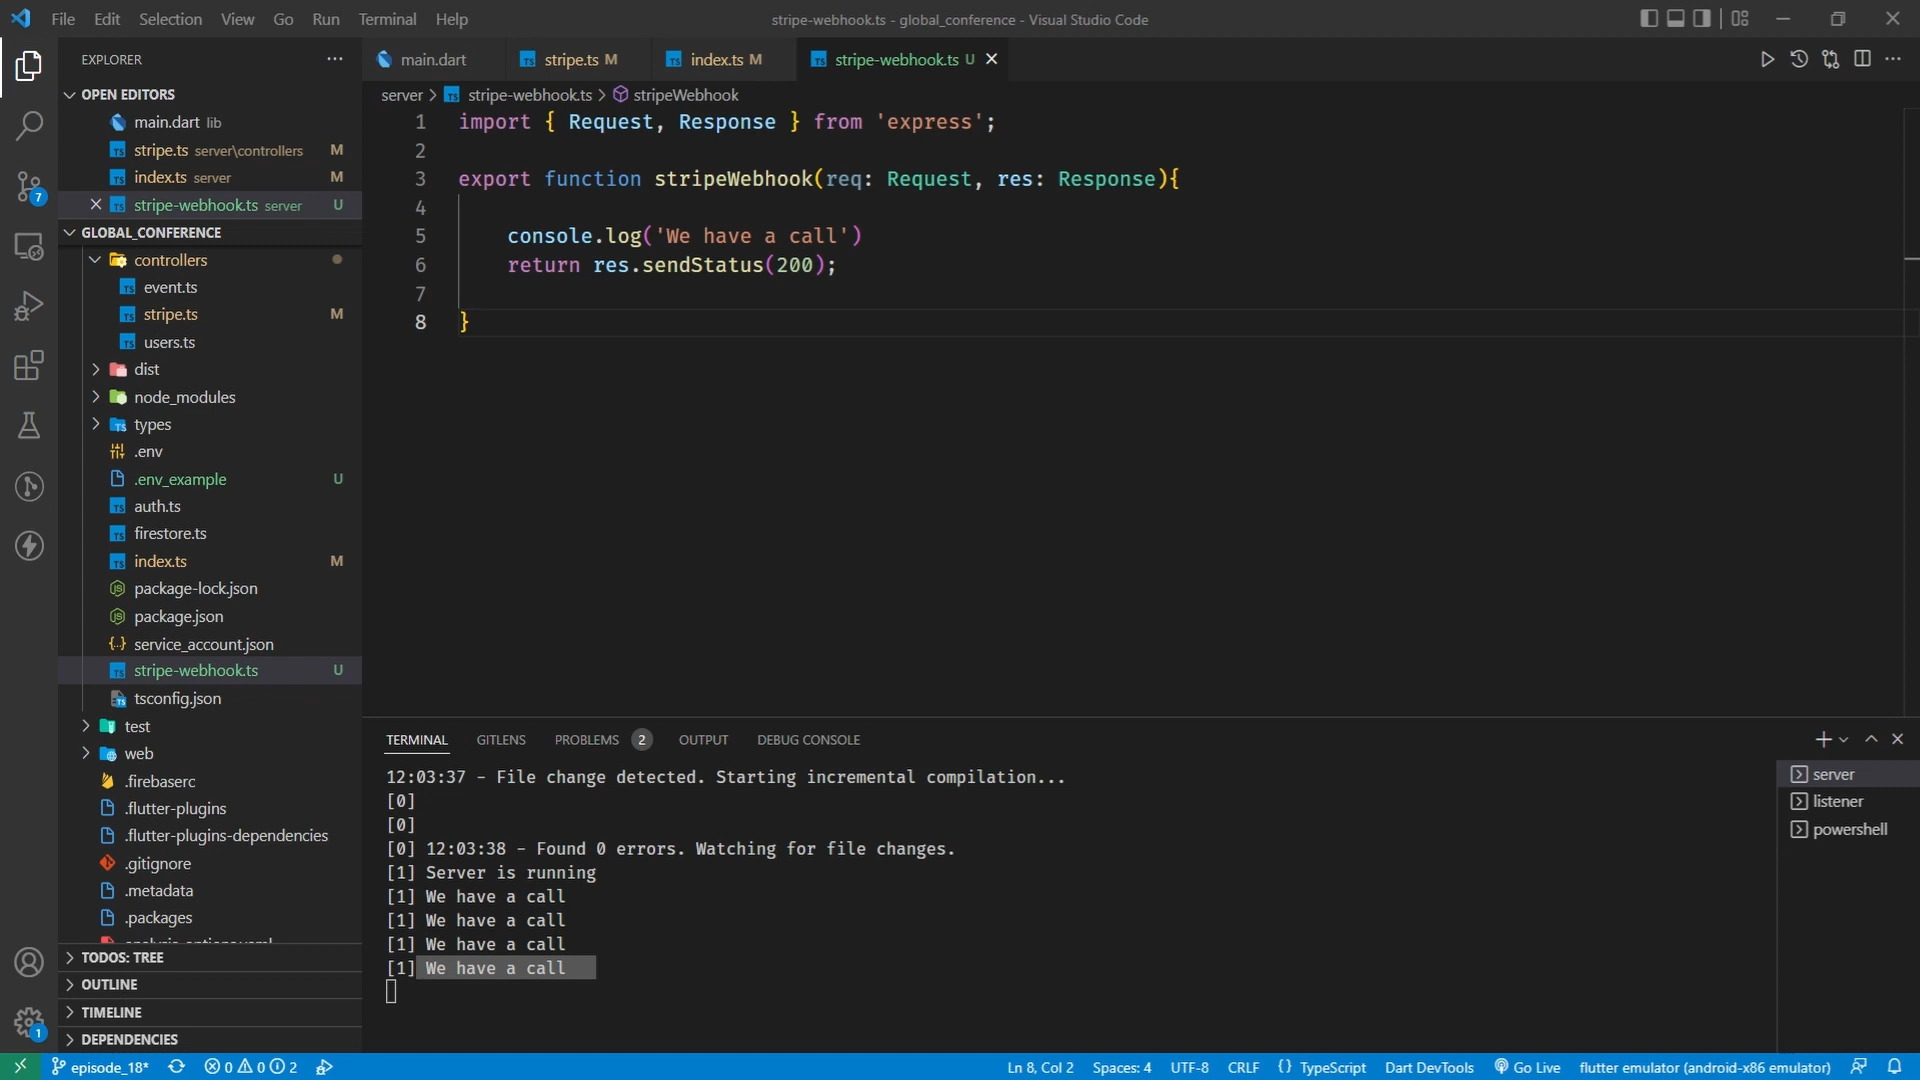 File Edit Selection View Go Run Terminal Help
stripe-webhook.ts - global_conference - Visual Studio Code
EXPLORER
main.dart
stripe.ts M
index.ts M
stripe-webhook.ts U
OPEN EDITORS
main.dart lib
stripe.ts server\controllers M
index.ts server M
stripe-webhook.ts server U
GLOBAL_CONFERENCE
controllers
event.ts
stripe.ts M
users.ts
dist
node_modules
types
.env
.env_example U
auth.ts
firestore.ts
index.ts M
package-lock.json
package.json
service_account.json
stripe-webhook.ts U
tsconfig.json
test
web
.firebaserc
.flutter-plugins
.flutter-plugins-dependencies
.gitignore
.metadata
.packages
TODOS: TREE
OUTLINE
TIMELINE
DEPENDENCIES
server > stripe-webhook.ts > stripeWebhook
1 import { Request, Response } from 'express';
2
3 export function stripeWebhook(req: Request, res: Response){
4
5 console.log('We have a call')
6 return res.sendStatus(200);
7
8 }
TERMINAL GITLENS PROBLEMS 2 OUTPUT DEBUG CONSOLE
12:03:37 - File change detected. Starting incremental compilation...
[0]
[0]
[0] 12:03:38 - Found 0 errors. Watching for file changes.
[1] Server is running
[1] We have a call
[1] We have a call
[1] We have a call
[1] We have a call
server
listener
powershell
7
1
episode_18* 0 0 2
Ln 8, Col 2 Spaces: 4 UTF-8 CRLF {} TypeScript Dart DevTools Go Live flutter emulator (android-x86 emulator)